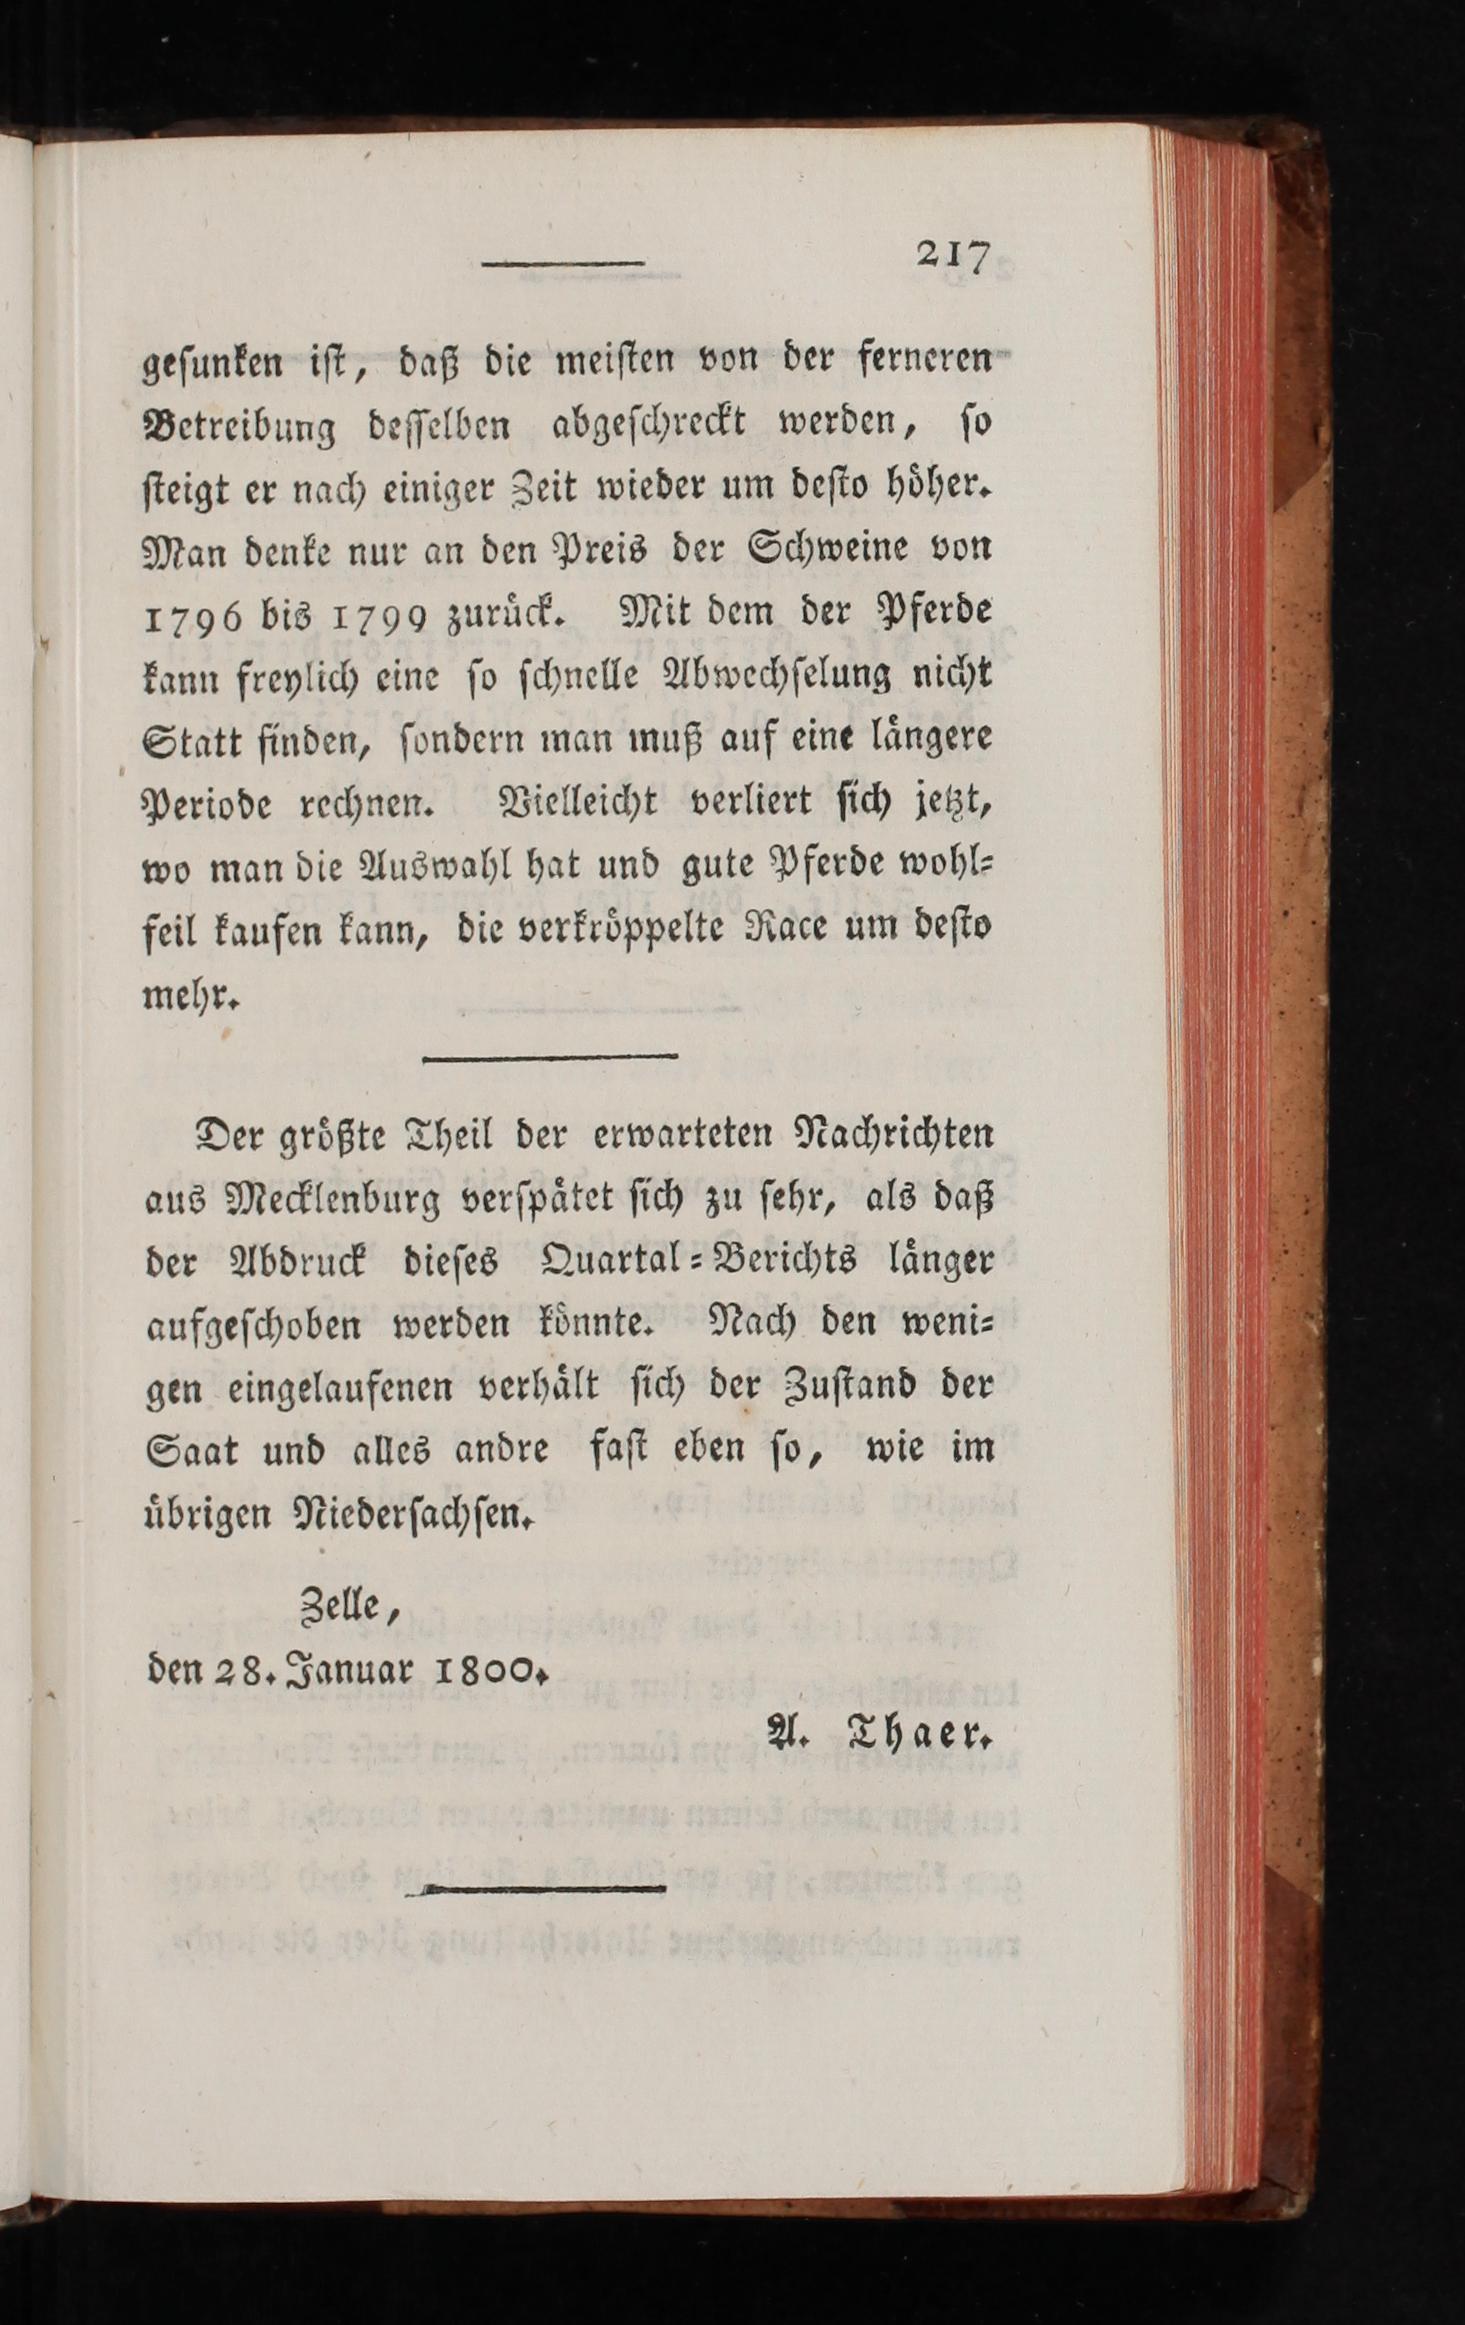 217
gesunken ist, daß die meisten von der ferneren
Betreibung desselben abgeschreckt werden, so
steigt er nach einiger Zeit wieder um desto höher.
Man denke nur an den Preis der Schweine von
1796 bis 1799 zurück. Mit dem der Pferde
kann freylich eine so schnelle Abwechselung nicht
Statt finden, sondern man muß auf eine längere
Periode rechnen. Vielleicht verliert sich jetzt,
wo man die Auswahl hat und gute Pferde wohl=
feil kaufen kann, die verkröppelte Race um desto
mehr.
Der größte Theil der erwarteten Nachrichten
aus Mecklenburg verspätet sich zu sehr, als daß
der Abdruck dieses Quartal=Berichts länger
aufgeschoben werden könnte. Nach den weni=
gen eingelaufenen verhält sich der Zustand der
Saat und alles andre fast eben so, wie im
übrigen Niedersachsen.
Zelle,
den 28. Januar 1800.
A. Thaer.